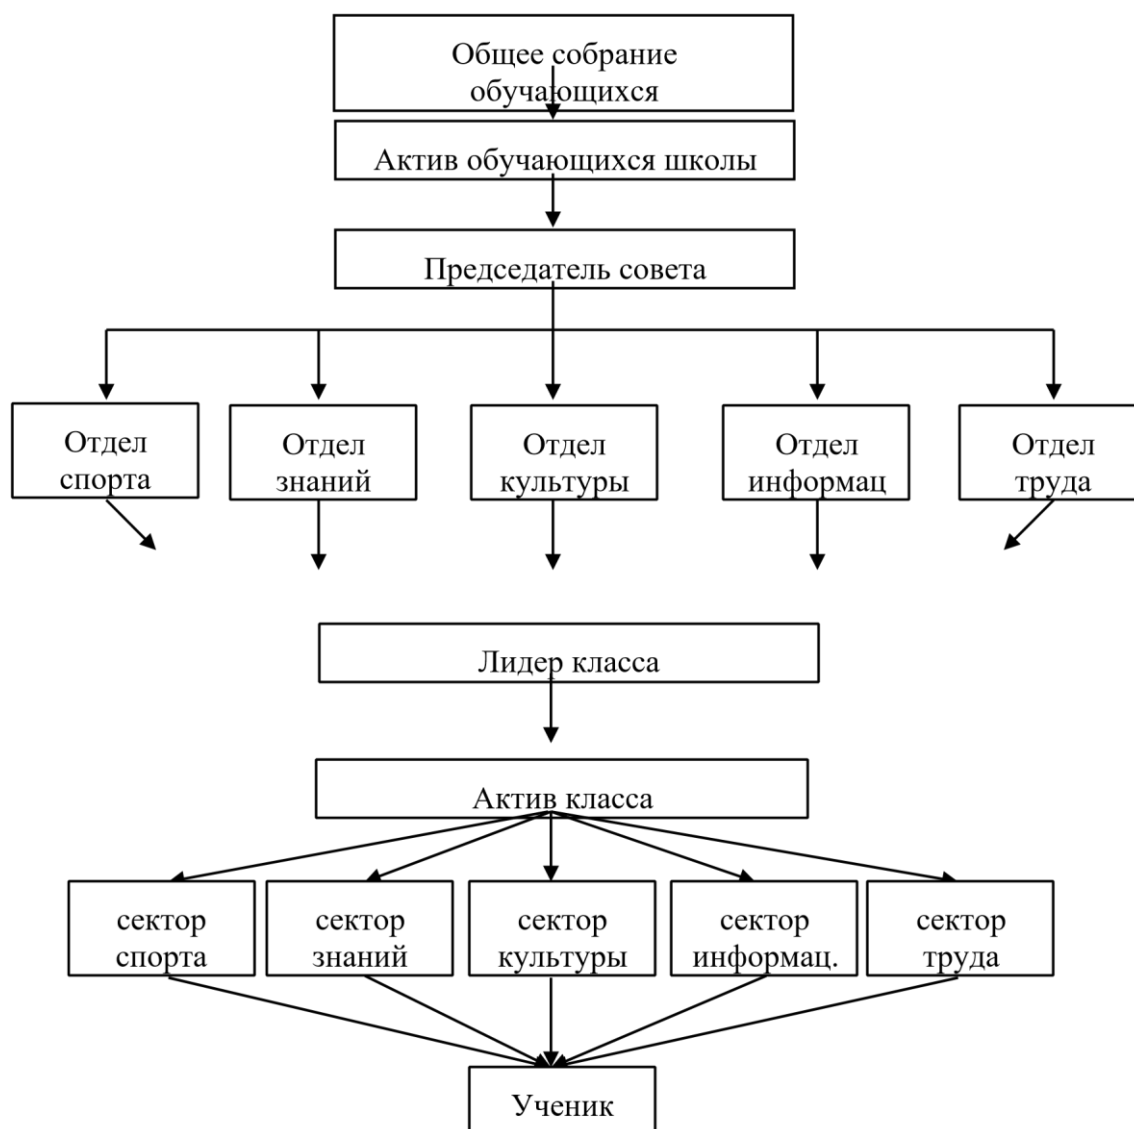 Общее собрание
обучающихся
Актив обучающихся школы
Председатель совета
Отдел
спорта
Отдел
знаний
Отдел
культуры
Отдел
информац
Отдел
труда
Лидер класса
Актив класса
сектор
спорта
сектор
знаний
сектор
культуры
сектор
информац.
сектор
труда
Ученик